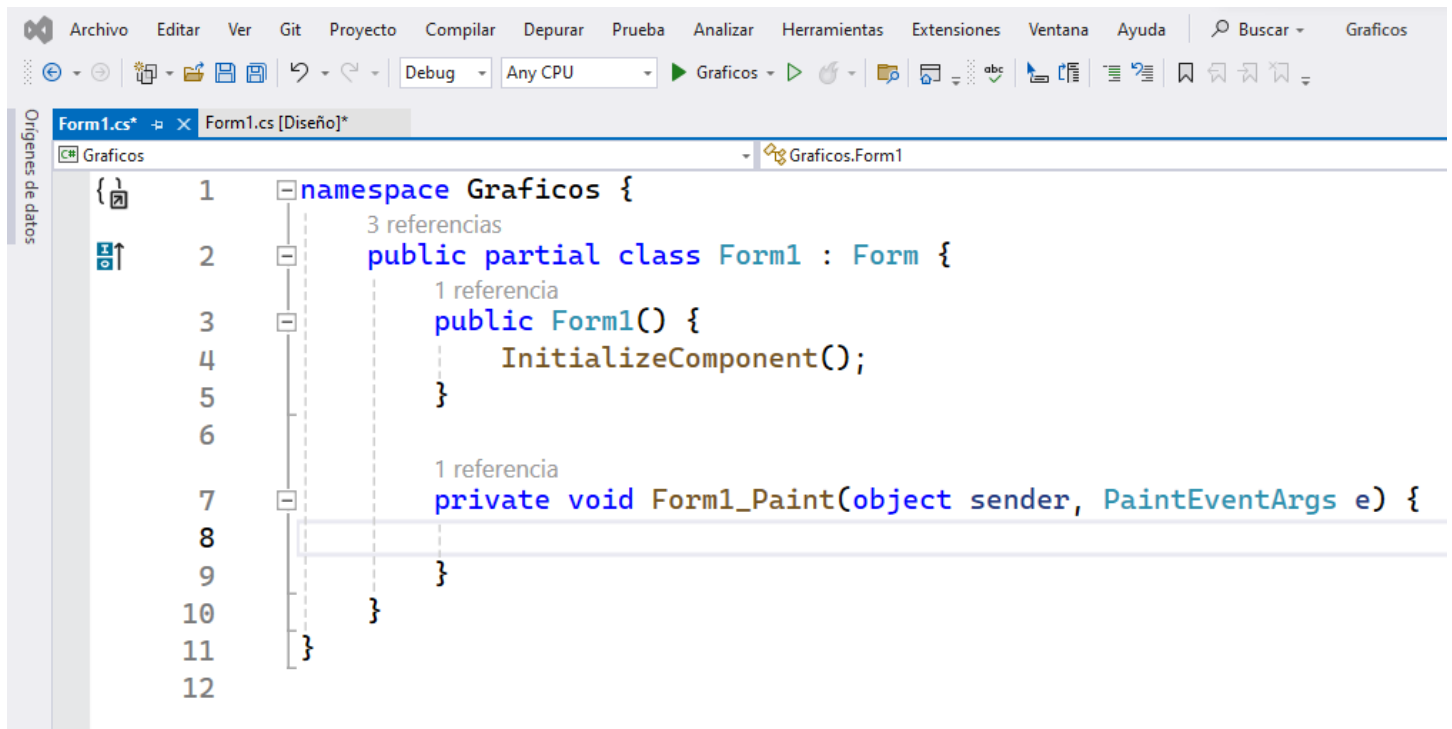 Archivo Editar Ver Git Proyecto Compilar Depurar Prueba Analizar Herramientas Extensiones Ventana Ayuda Buscar Graficos
Debug Any CPU Graficos abc
Orígenes de datos
Form1.cs* Form1.cs [Diseño]*
C# Graficos Graficos.Form1
1 namespace Graficos {
3 referencias
2 public partial class Form1 : Form {
1 referencia
3 public Form1() {
4 InitializeComponent();
5 }
6
1 referencia
7 private void Form1_Paint(object sender, PaintEventArgs e) {
8
9 }
10 }
11 }
12